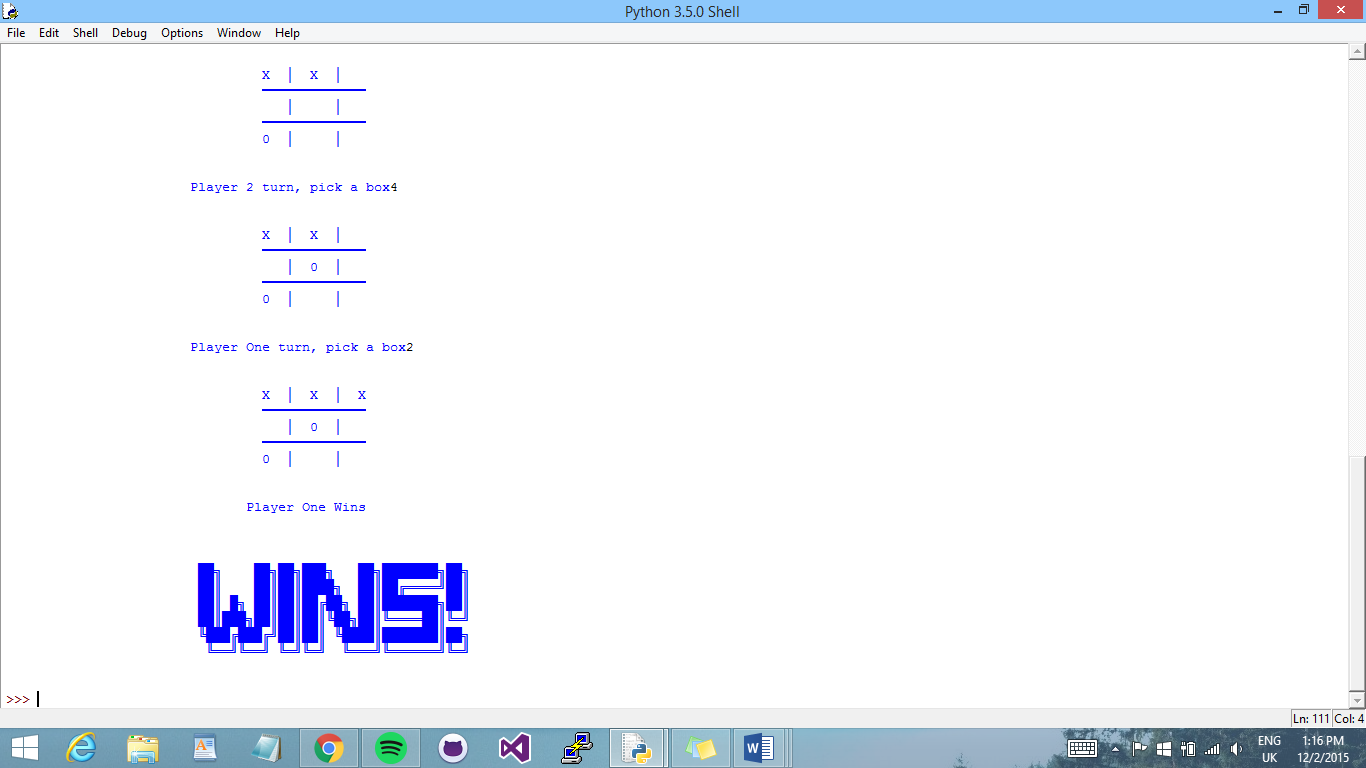 Python 3.5.0 Shell
File Edit Shell Debug Options Window Help
X | X |
| |
0 | |
Player 2 turn, pick a box4
X | X |
| 0 |
0 | |
Player One turn, pick a box2
X | X | X
| 0 |
0 | |
Player One Wins
WINS!
>>>
Ln: 111 Col: 4
ENG 1:16 PM
UK 12/2/2015